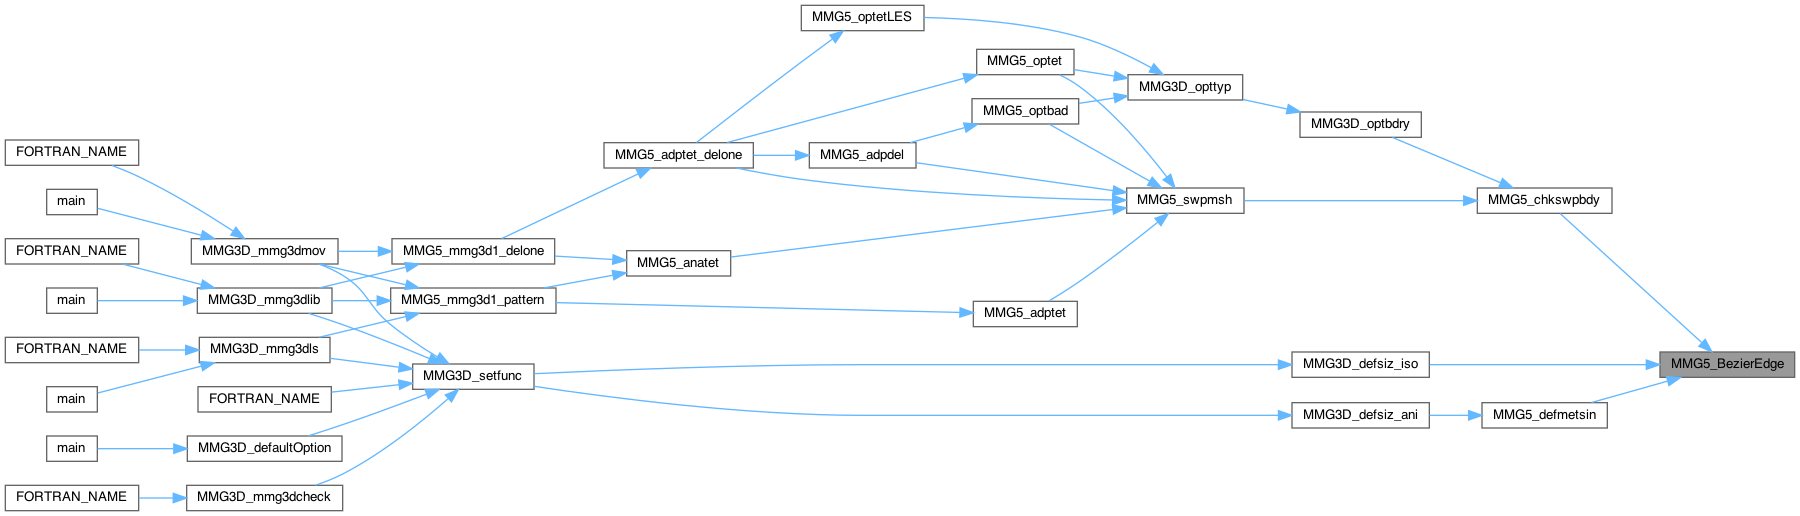 MMG5_optetLES
MMG5_optet
MMG3D_opttyp
MMG5_optbad
MMG3D_optbdry
FORTRAN_NAME
MMG5_adptet_delone
MMG5_adpdel
main
MMG5_swpmsh
MMG5_chkswpbdy
FORTRAN_NAME
MMG3D_mmg3dmov
MMG5_mmg3d1_delone
MMG5_anatet
main
MMG3D_mmg3dlib
MMG5_mmg3d1_pattern
MMG5_adptet
FORTRAN_NAME
MMG3D_mmg3dls
MMG3D_setfunc
MMG3D_defsiz_iso
MMG5_BezierEdge
main
FORTRAN_NAME
MMG3D_defsiz_ani
MMG5_defmetsin
main
MMG3D_defaultOption
FORTRAN_NAME
MMG3D_mmg3dcheck